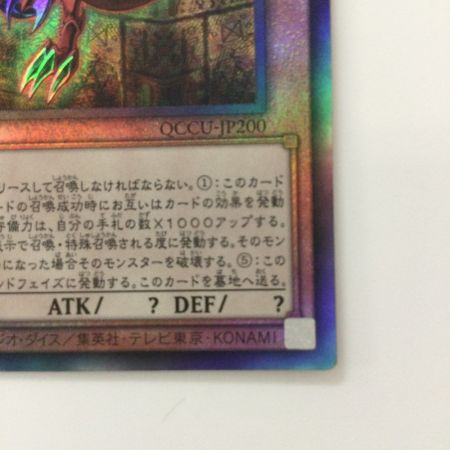 QCCU-JP200
リースして召喚しなければならない。①：このカード
ードの召喚成功時にお互いはカードの効果を発動
守備力は、自分の手札の数×1000アップする。
示で召喚・特殊召喚される度に発動する。そのモン
になった場合そのモンスターを破壊する。⑤：この
ンドフェイズに発動する。このカードを墓地へ送る。
ATK/ ? DEF/ ?
ジオ・ダイス／集英社・テレビ東京・KONAMI